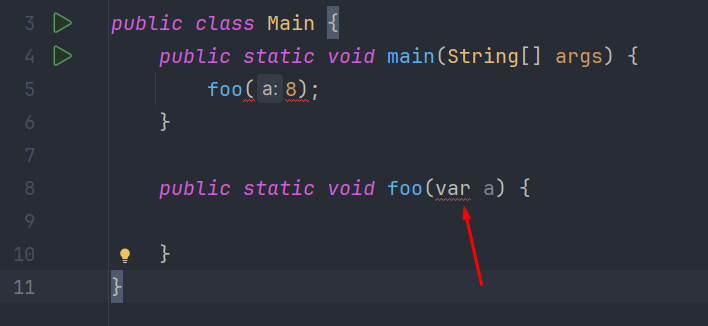 3 public class Main {
4 public static void main(String[] args) {
5 foo( a: 8);
6 }
7
8 public static void foo(var a) {
9
10 }
11 }